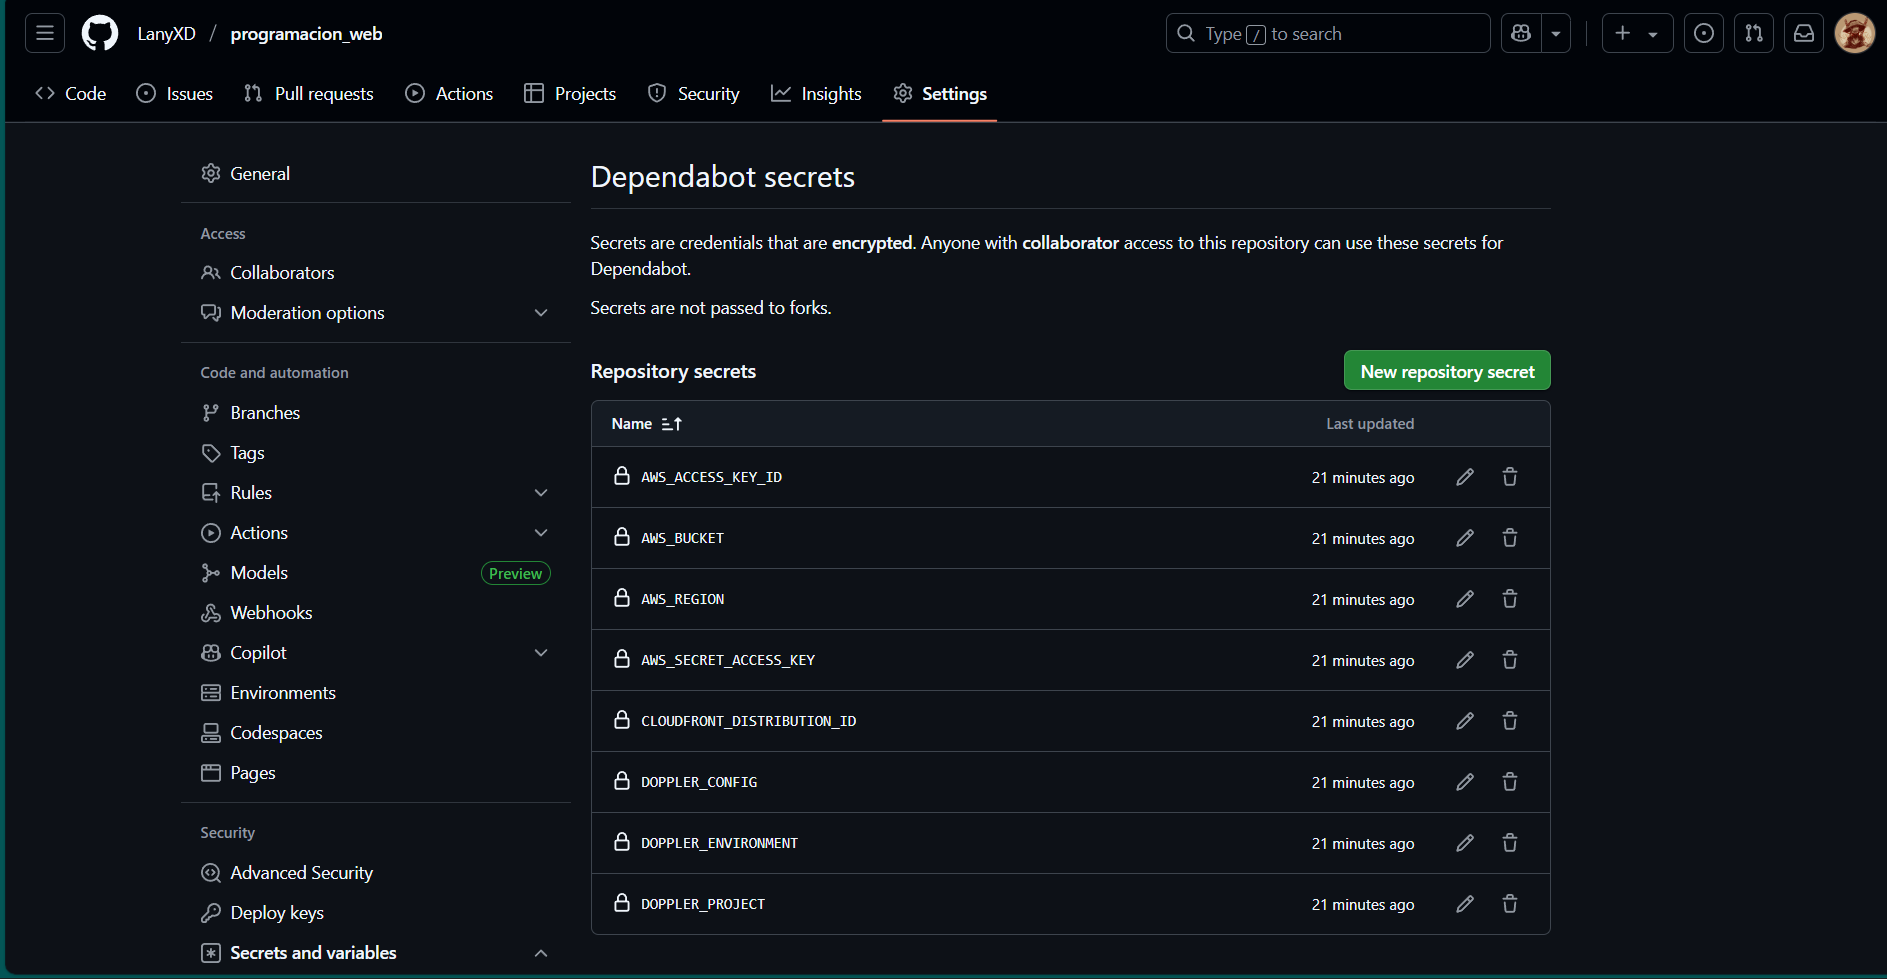 LanyXD / programacion_web
Type / to search
Code
Issues
Pull requests
Actions
Projects
Security
Insights
Settings
General
Access
Collaborators
Moderation options
Code and automation
Branches
Tags
Rules
Actions
Models Preview
Webhooks
Copilot
Environments
Codespaces
Pages
Security
Advanced Security
Deploy keys
Secrets and variables
Dependabot secrets
Secrets are credentials that are encrypted. Anyone with collaborator access to this repository can use these secrets for
Dependabot.
Secrets are not passed to forks.
Repository secrets
New repository secret
Name Last updated
AWS_ACCESS_KEY_ID 21 minutes ago
AWS_BUCKET 21 minutes ago
AWS_REGION 21 minutes ago
AWS_SECRET_ACCESS_KEY 21 minutes ago
CLOUDFRONT_DISTRIBUTION_ID 21 minutes ago
DOPPLER_CONFIG 21 minutes ago
DOPPLER_ENVIRONMENT 21 minutes ago
DOPPLER_PROJECT 21 minutes ago